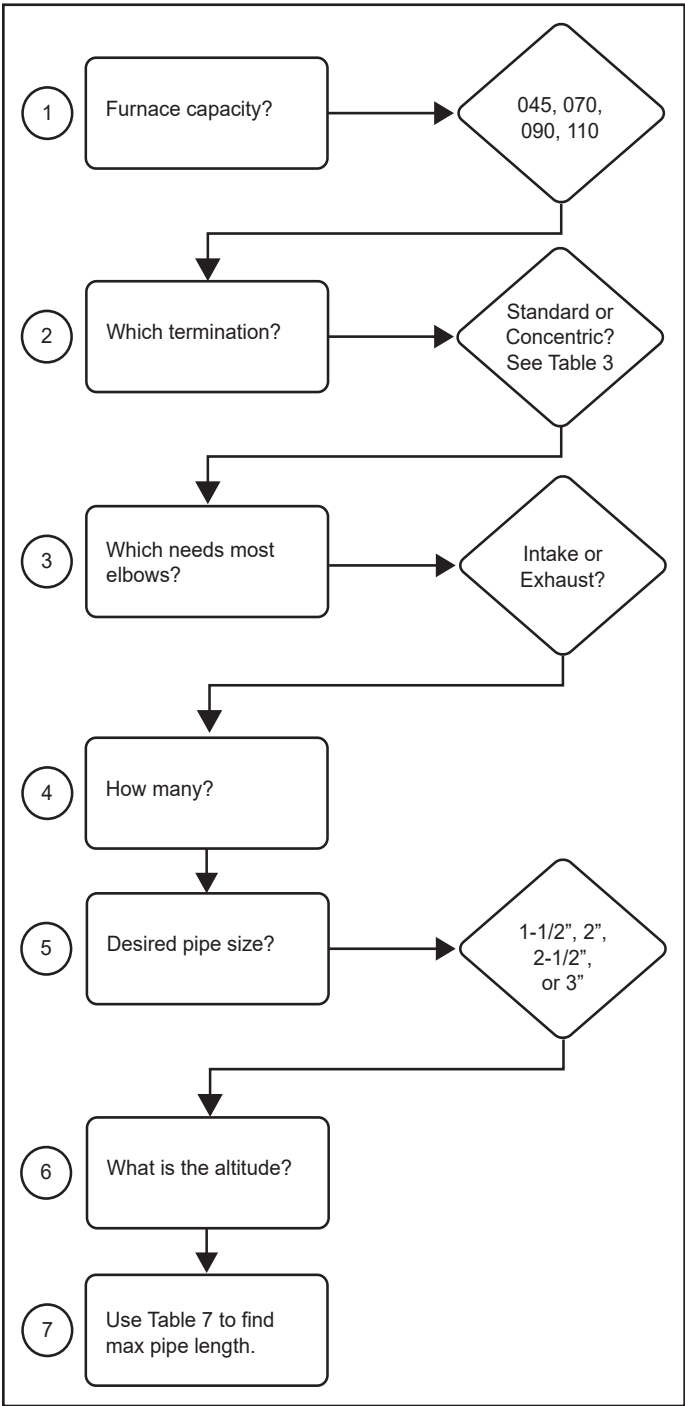 1
Furnace capacity?
045, 070,
090, 110
2
Which termination?
Standard or
Concentric?
See Table 3
3
Which needs most
elbows?
Intake or
Exhaust?
4
How many?
5
Desired pipe size?
1-1/2”, 2”,
2-1/2”,
or 3”
6
What is the altitude?
7
Use Table 7 to find
max pipe length.